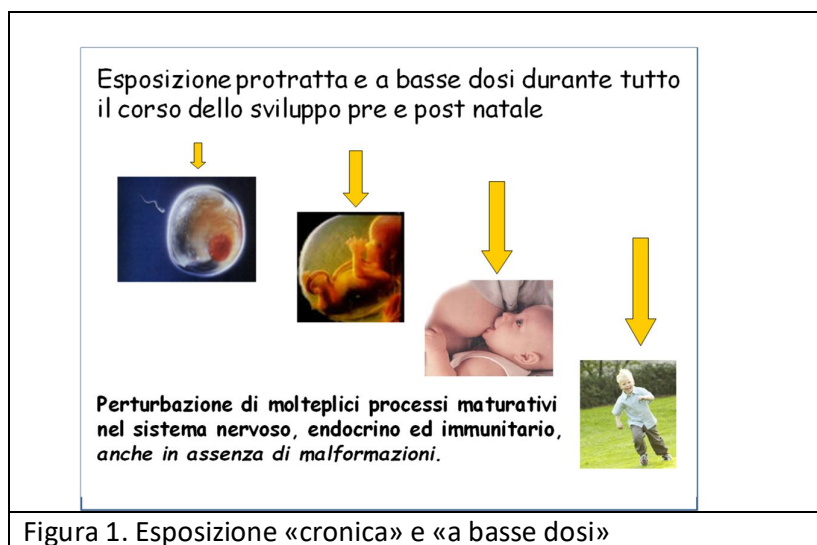 Esposizione protratta e a basse dosi durante tutto
il corso dello sviluppo pre e post natale
Perturbazione di molteplici processi maturativi
nel sistema nervoso, endocrino ed immunitario,
anche in assenza di malformazioni.
Figura 1. Esposizione «cronica» e «a basse dosi»